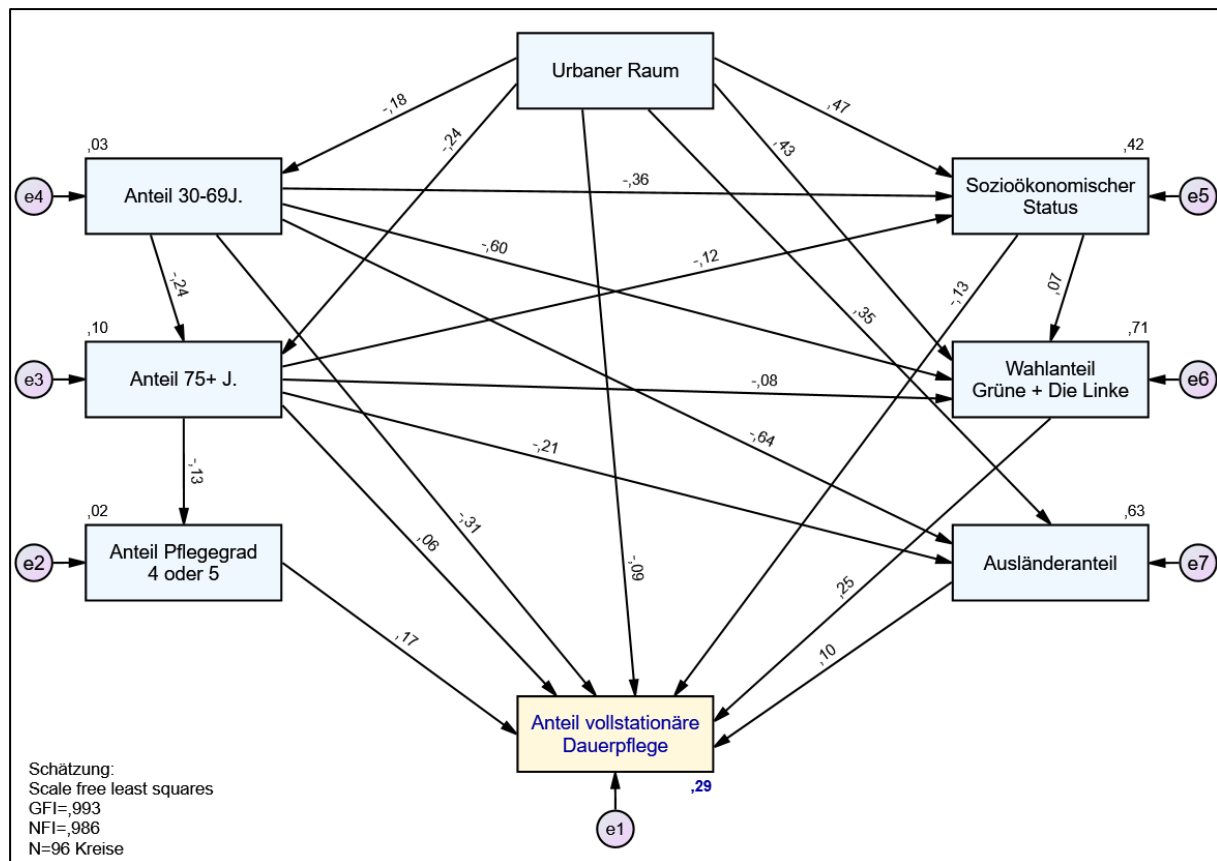 Urbaner Raum
-,18
-,24
,47
,43
,03
e4
Anteil 30-69J.
-,36
,42
Sozioökonomischer
Status
e5
-,60
-,12
-,24
-,13
,07
,35
,10
e3
Anteil 75+ J.
-,08
,71
Wahlanteil
Grüne + Die Linke
e6
-,64
-,21
-,13
-,31
,06
-,09
,25
,02
e2
Anteil Pflegegrad
4 oder 5
,63
Ausländeranteil
e7
,17
,10
Anteil vollstationäre
Dauerpflege
,29
e1
Schätzung:
Scale free least squares
GFI=,993
NFI=,986
N=96 Kreise